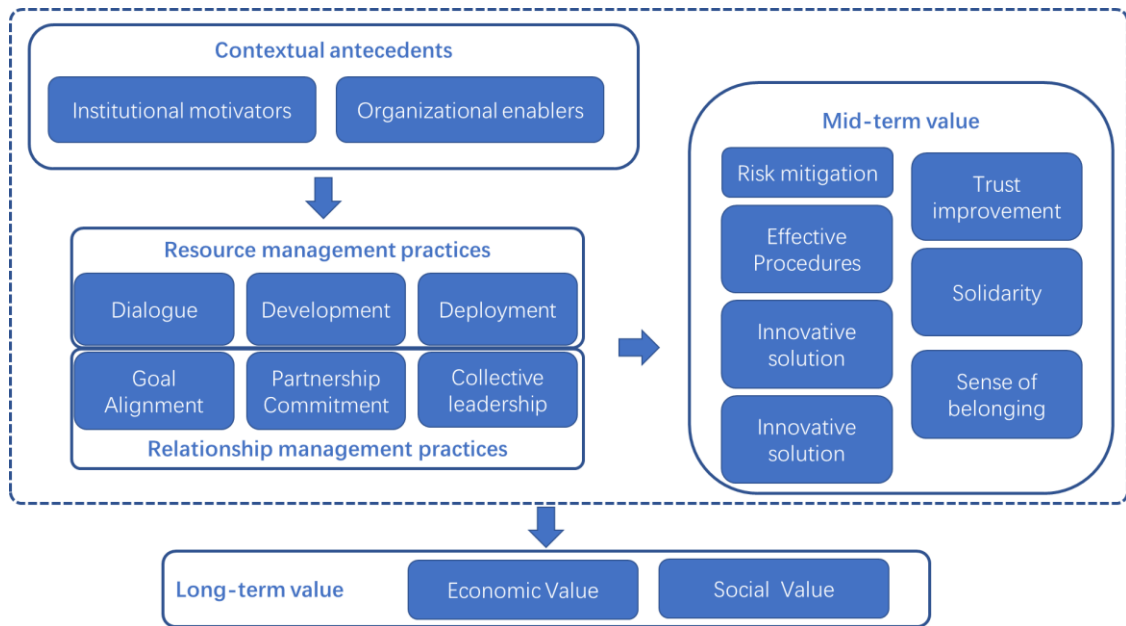 Contextual antecedents
Institutional motivators
Organizational enablers
Resource management practices
Dialogue
Development
Deployment
Goal
Alignment
Partnership
Commitment
Collective
leadership
Relationship management practices
Mid-term value
Risk mitigation
Effective
Procedures
Innovative
solution
Innovative
solution
Trust
improvement
Solidarity
Sense of
belonging
Long-term value
Economic Value
Social Value